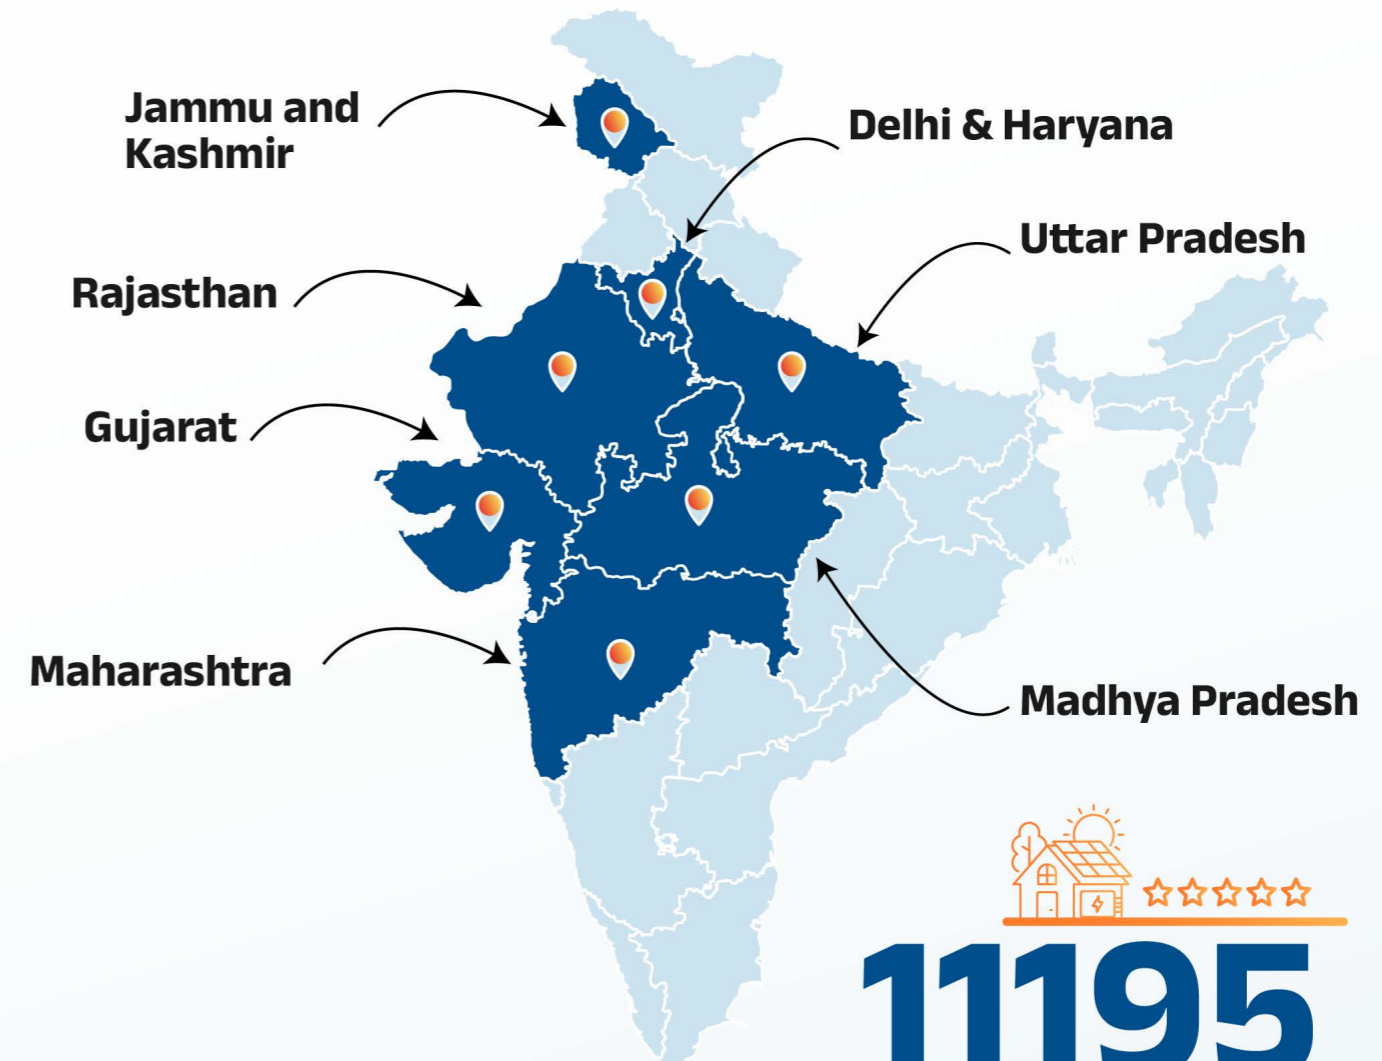 Jammu and
Kashmir
Delhi & Haryana
Uttar Pradesh
Rajasthan
Gujarat
Maharashtra
Madhya Pradesh
11195